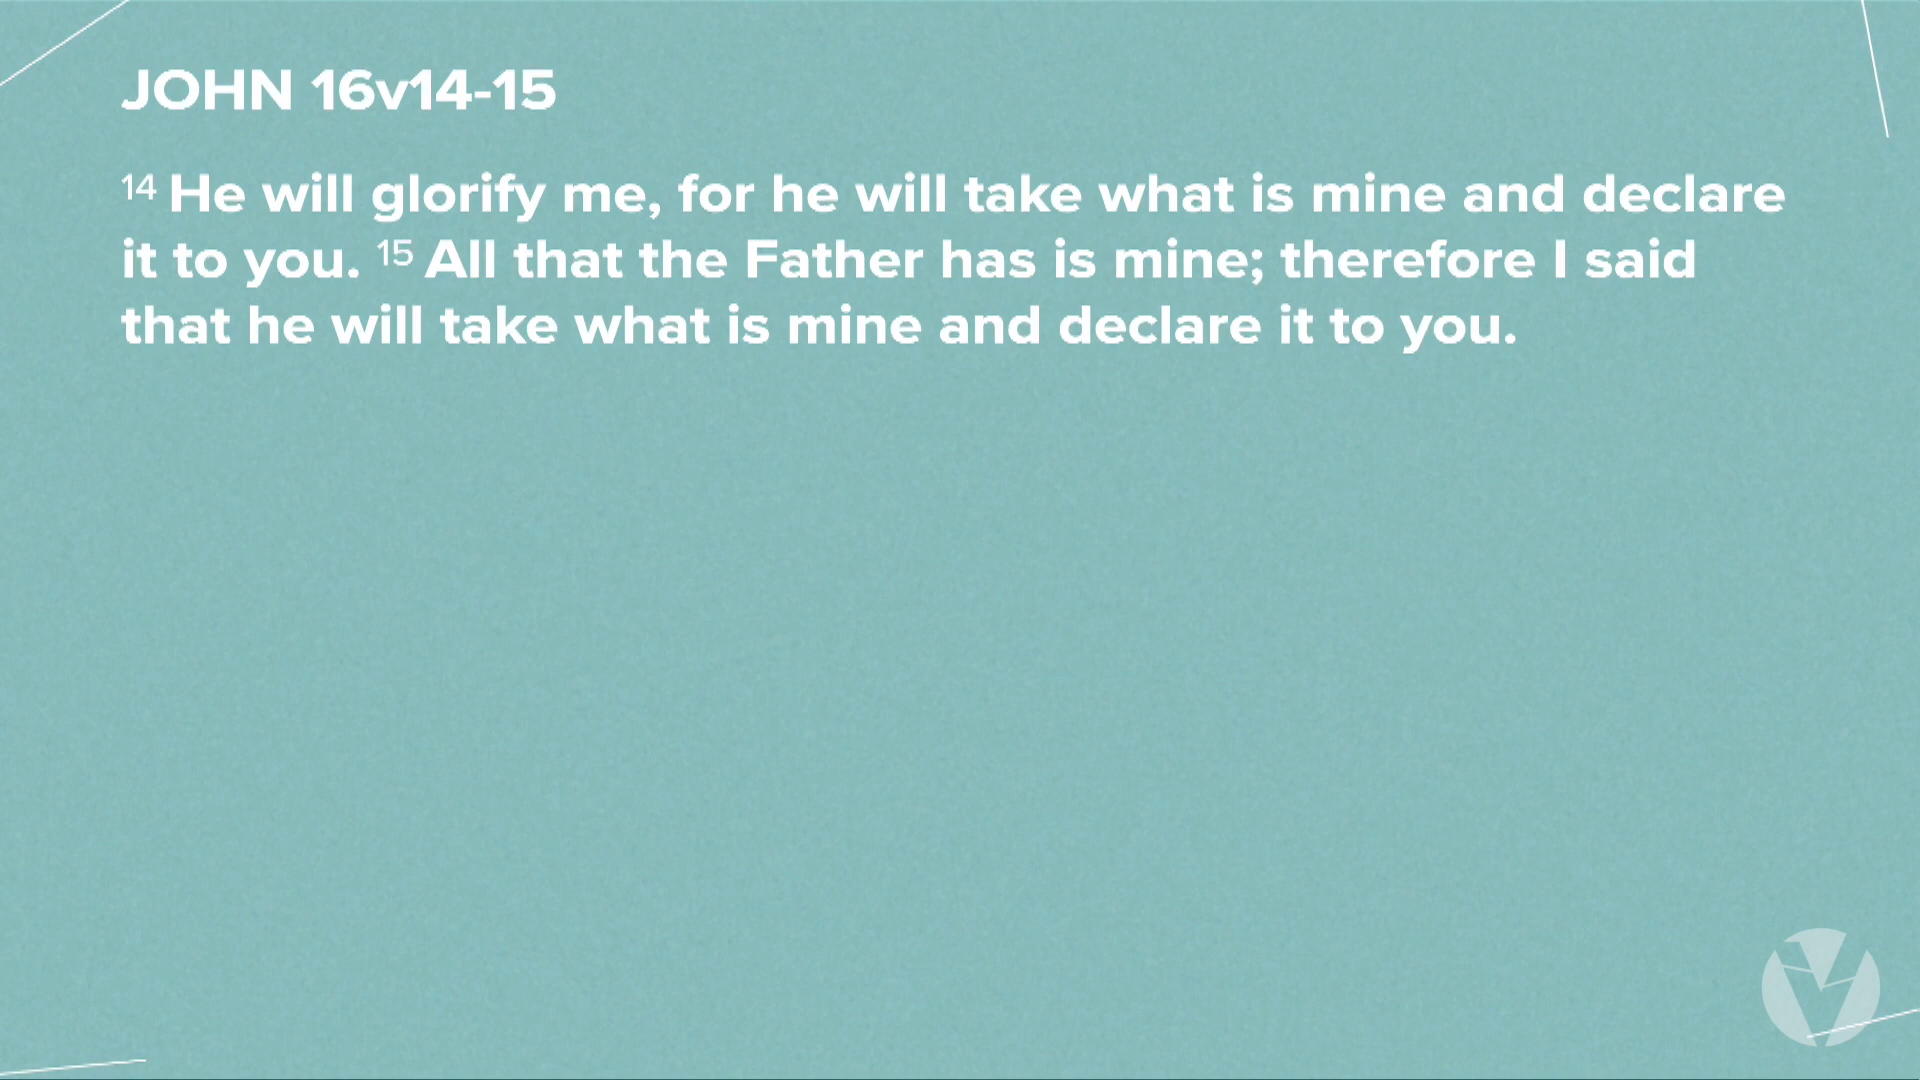 JOHN 16v14-15
14 He will glorify me, for he will take what is mine and declare
it to you. 15 All that the Father has is mine; therefore I said
that he will take what is mine and declare it to you.